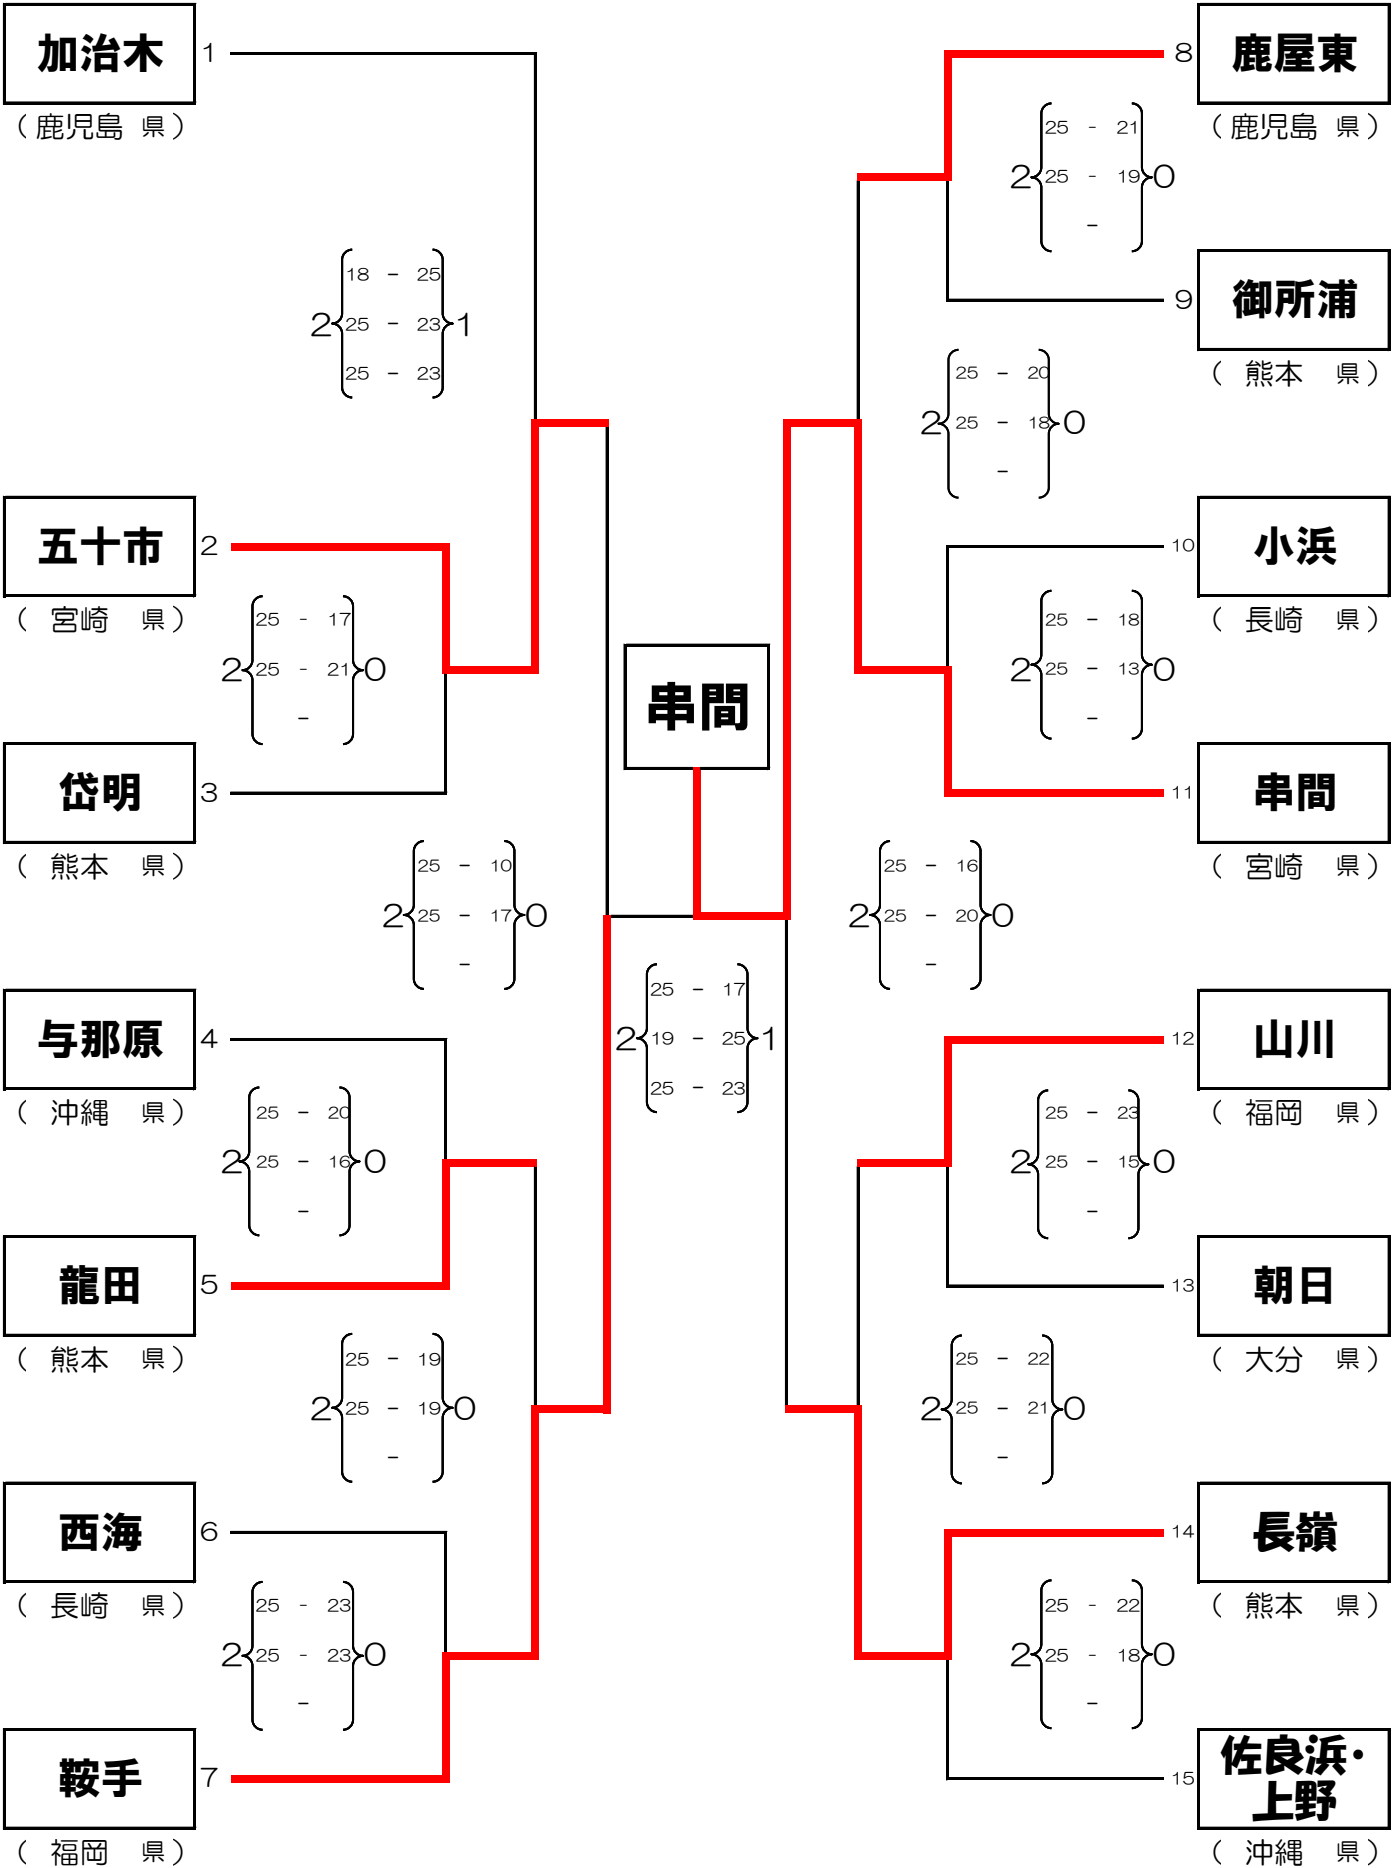 加治木 1
（鹿児島 県）
18 - 25
2 25 - 23 1
25 - 23
五十市 2
（ 宮崎 県）
25 - 17
2 25 - 21 0
-
岱明 3
（ 熊本 県）
25 - 10
2 25 - 17 0
-
与那原 4
（ 沖縄 県）
25 - 20
2 25 - 16 0
-
龍田 5
（ 熊本 県）
25 - 19
2 25 - 19 0
-
西海 6
（ 長崎 県）
25 - 23
2 25 - 23 0
-
鞍手 7
（ 福岡 県）
串間
25 - 17
2 19 - 25 1
25 - 23
8 鹿屋東
（鹿児島 県）
25 - 21
2 25 - 19 0
-
9 御所浦
（ 熊本 県）
25 - 20
2 25 - 18 0
-
10 小浜
（ 長崎 県）
25 - 18
2 25 - 13 0
-
11 串間
（ 宮崎 県）
25 - 16
2 25 - 20 0
-
12 山川
（ 福岡 県）
25 - 23
2 25 - 15 0
-
13 朝日
（ 大分 県）
25 - 22
2 25 - 21 0
-
14 長嶺
（ 熊本 県）
25 - 22
2 25 - 18 0
-
15 佐良浜・
上野
（ 沖縄 県）